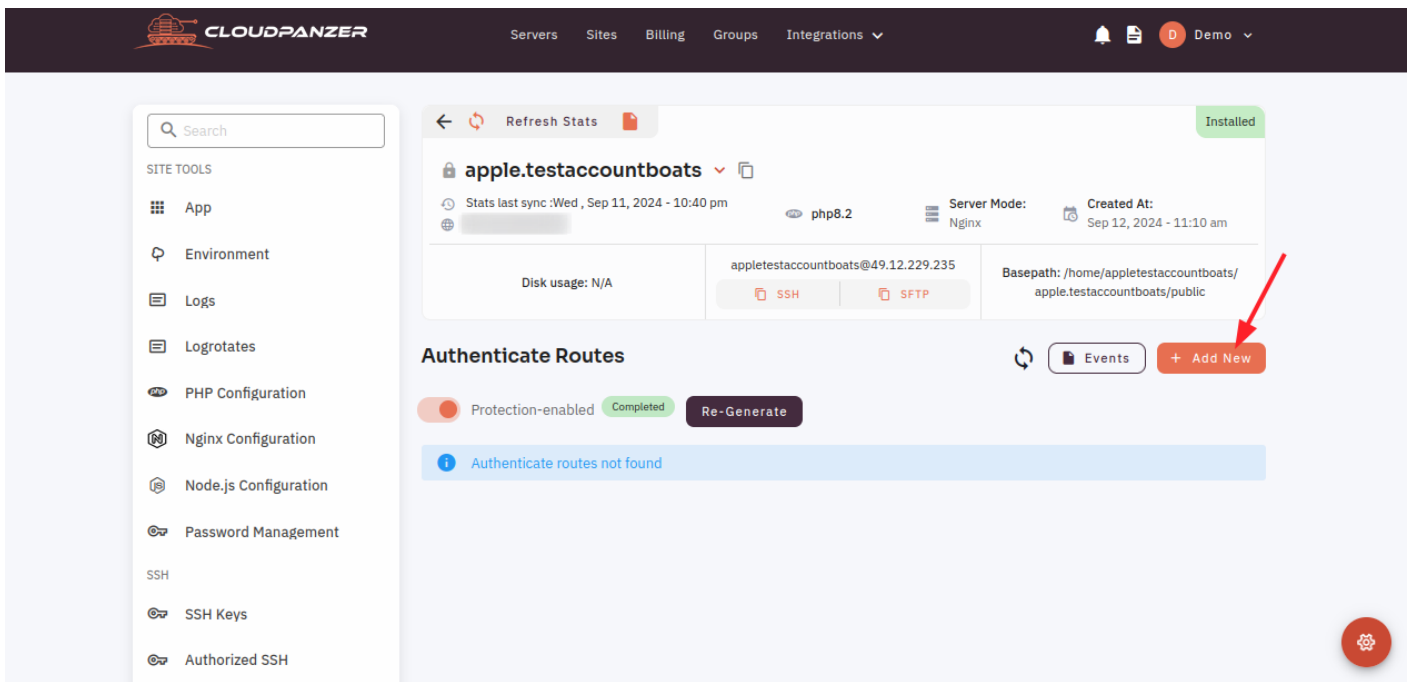 CLOUDPANZER
Servers Sites Billing Groups Integrations
D Demo
Search
SITE TOOLS
App
Environment
Logs
Logrotates
php PHP Configuration
Nginx Configuration
Node.js Configuration
Password Management
SSH
SSH Keys
Authorized SSH
Refresh Stats
Installed
apple.testaccountboats
Stats last sync :Wed , Sep 11, 2024 - 10:40 pm
php php8.2
Server Mode:
Nginx
Created At:
Sep 12, 2024 - 11:10 am
Disk usage: N/A
appletestaccountboats@49.12.229.235
SSH SFTP
Basepath: /home/appletestaccountboats/
apple.testaccountboats/public
Authenticate Routes
Events + Add New
Protection-enabled Completed Re-Generate
Authenticate routes not found